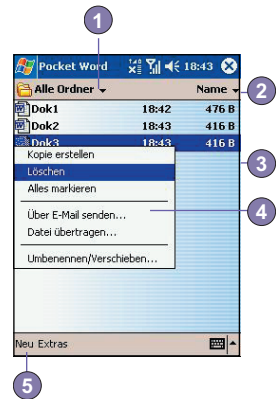 1
Pocket Word 18:43
Alle Ordner Name
2
Dok1 18:42 476 B
Dok2 18:43 416 B
Dok3 18:43 416 B
3
Kopie erstellen
Löschen
Alles markieren
Über E-Mail senden...
4
Datei übertragen...
Umbenennen/Verschieben...
Neu Extras
5